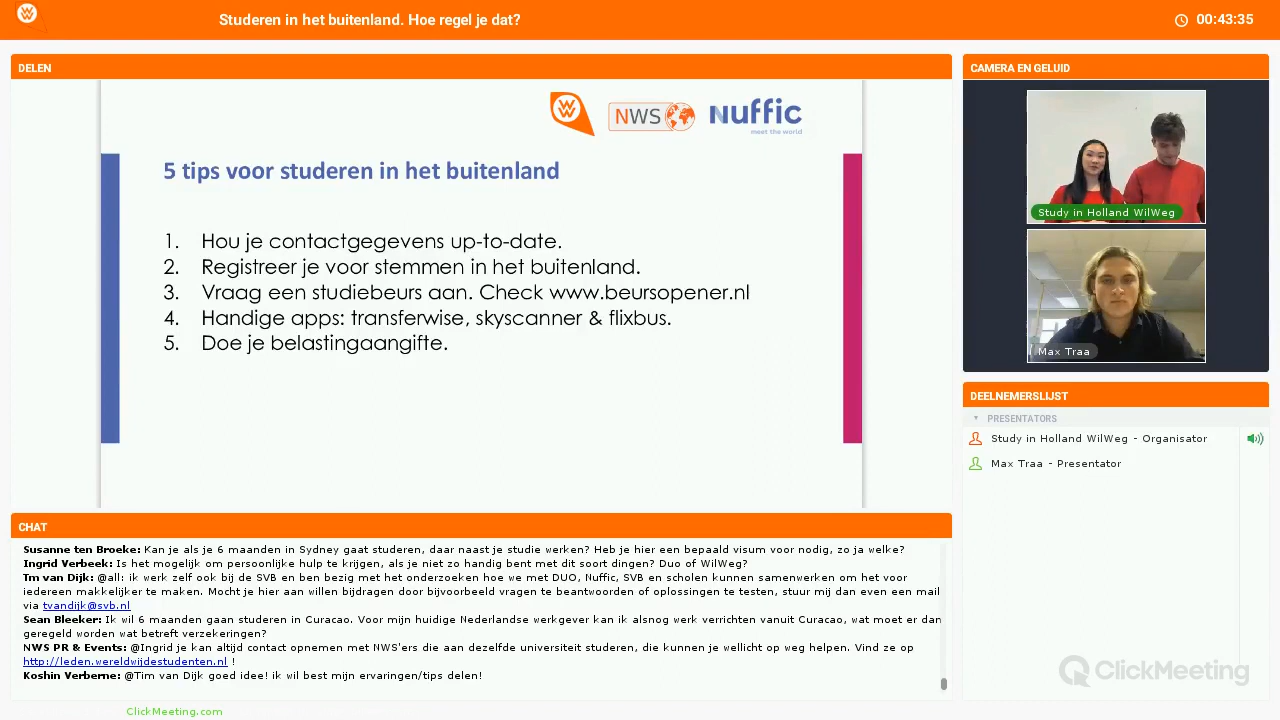 Studeren in het buitenland. Hoe regel je dat?
00:43:35
DELEN
NWS
Nuffic
meet the world
5 tips voor studeren in het buitenland
1. Hou je contactgegevens up-to-date.
2. Registreer je voor stemmen in het buitenland.
3. Vraag een studiebeurs aan. Check www.beursopener.nl
4. Handige apps: transferwise, skyscanner & flixbus.
5. Doe je belastingaangifte.
CAMERA EN GELUID
Study in Holland WilWeg
Max Traa
DEELNEMERSLIJST
PRESENTATORS
Study in Holland WilWeg - Organisator
Max Traa - Presentator
CHAT
Susanne ten Broeke: Kan je als je 6 maanden in Sydney gaat studeren, daar naast je studie werken? Heb je hier een bepaald visum voor nodig, zo ja welke?
Ingrid Verbeek: Is het mogelijk om persoonlijke hulp te krijgen, als je niet zo handig bent met dit soort dingen? Duo of WilWeg?
Tm van Dijk: @all: ik werk zelf ook bij de SVB en ben bezig met het onderzoeken hoe we met DUO, Nuffic, SVB en scholen kunnen samenwerken om het voor
iedereen makkelijker te maken. Mocht je hier aan willen bijdragen door bijvoorbeeld vragen te beantwoorden of oplossingen te testen, stuur mij dan even een mail
via tvandijk@svb.nl
Sean Bleeker: Ik wil 6 maanden gaan studeren in Curacao. Voor mijn huidige Nederlandse werkgever kan ik alsnog werk verrichten vanuit Curacao, wat moet er dan
geregeld worden wat betreft verzekeringen?
NWS PR & Events: @Ingrid je kan altijd contact opnemen met NWS'ers die aan dezelfde universiteit studeren, die kunnen je wellicht op weg helpen. Vind ze op
http://leden.wereldwijdestudenten.nl !
Koshin Verberne: @Tim van Dijk goed idee! ik wil best mijn ervaringen/tips delen!
ClickMeeting
ClickMeeting.com